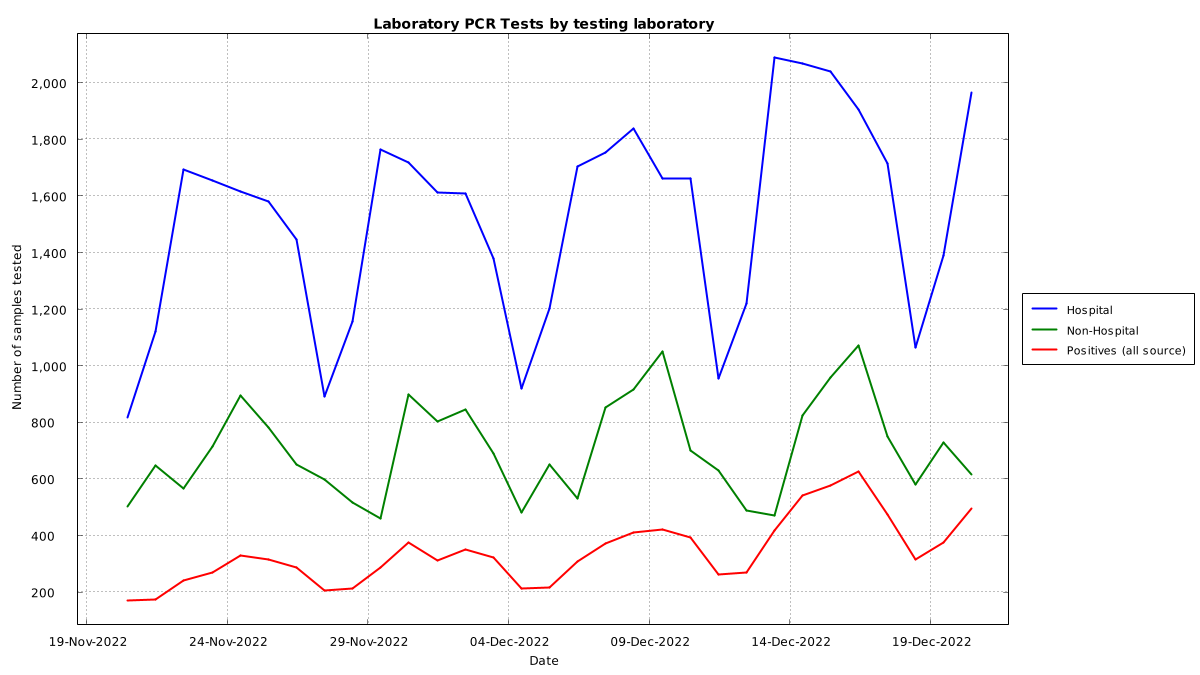 Laboratory PCR Tests by testing laboratory
2,000
1,800
1,600
1,400
1,200
1,000
800
600
400
200
Number of samples tested
19-Nov-2022 24-Nov-2022 29-Nov-2022 04-Dec-2022 09-Dec-2022 14-Dec-2022 19-Dec-2022
Date
Hospital
Non-Hospital
Positives (all source)